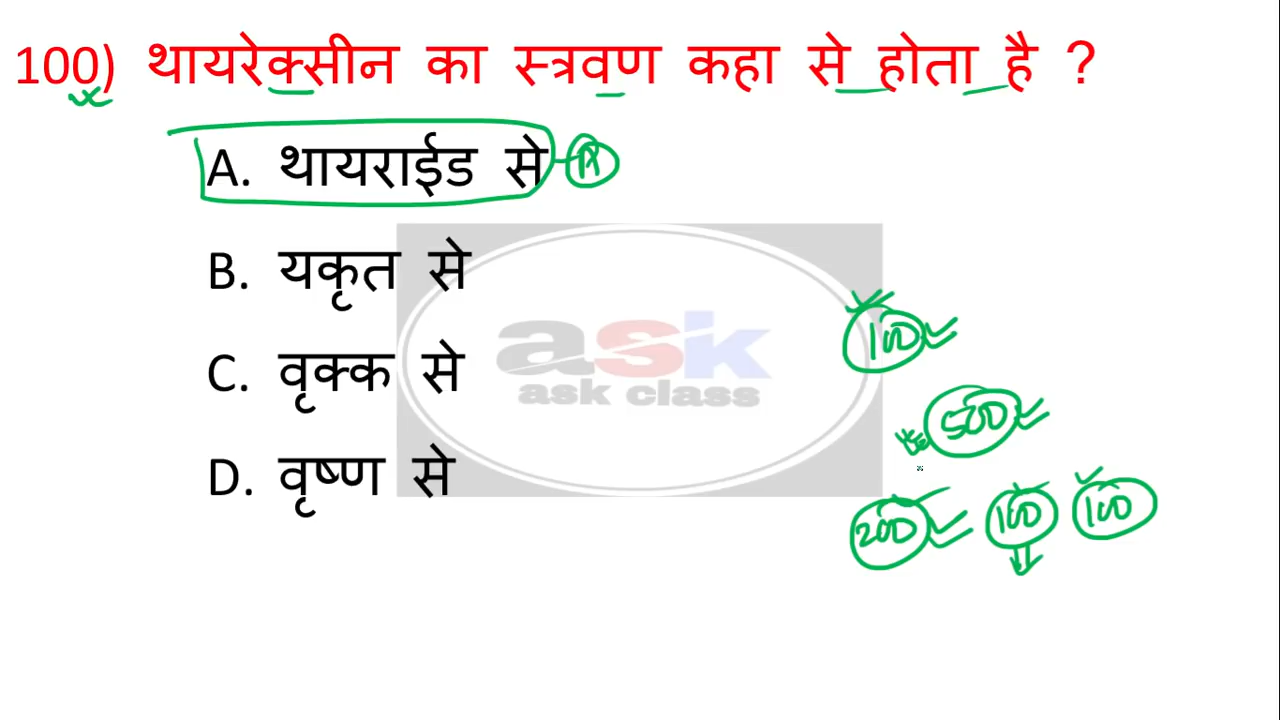 100) थायरेक्सीन का स्त्रवण कहा से होता है ?
A. थायराईड से
B. यकृत से
100
C. वृक्क से
ask
ask class
500
D. वृष्ण से
200 100 100